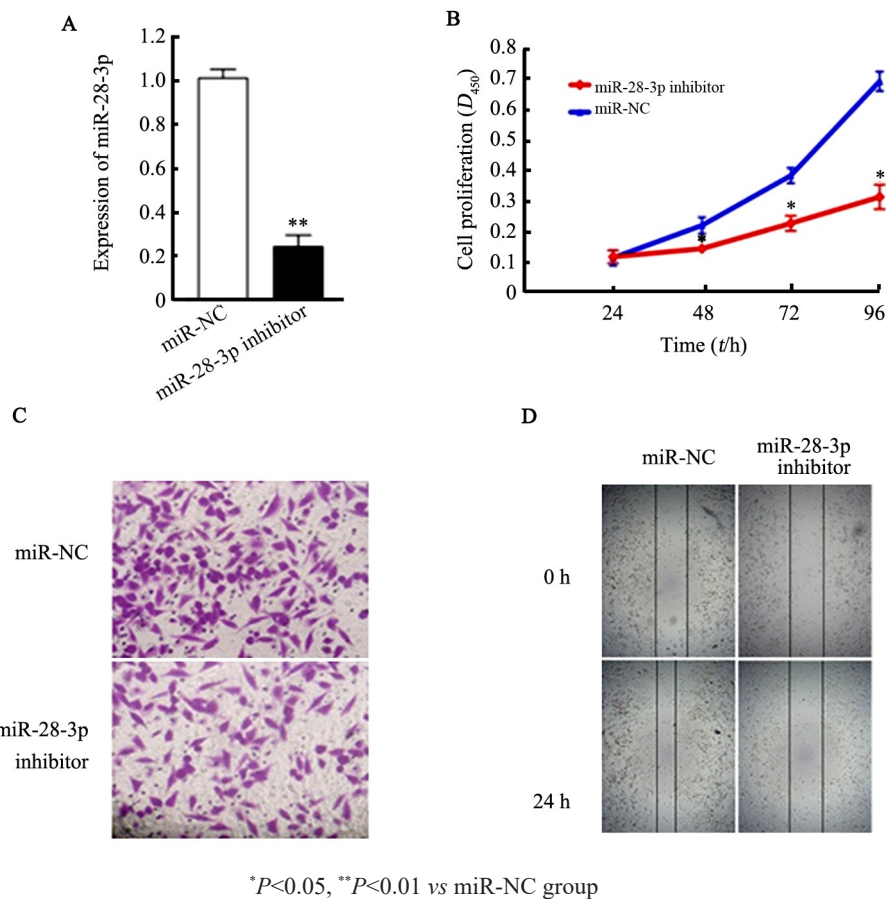 A
Expression of miR-28-3p
1.2
1.0
0.8
0.6
0.4
0.2
0
**
miR-NC
miR-28-3p inhibitor
B
Cell proliferation (D450)
0.8
0.7
0.6
0.5
0.4
0.3
0.2
0.1
0
miR-28-3p inhibitor
miR-NC
*
*
*
24 48 72 96
Time (t/h)
C
miR-NC
miR-28-3p
inhibitor
D
miR-NC
miR-28-3p
inhibitor
0 h
24 h
*P<0.05, **P<0.01 vs miR-NC group